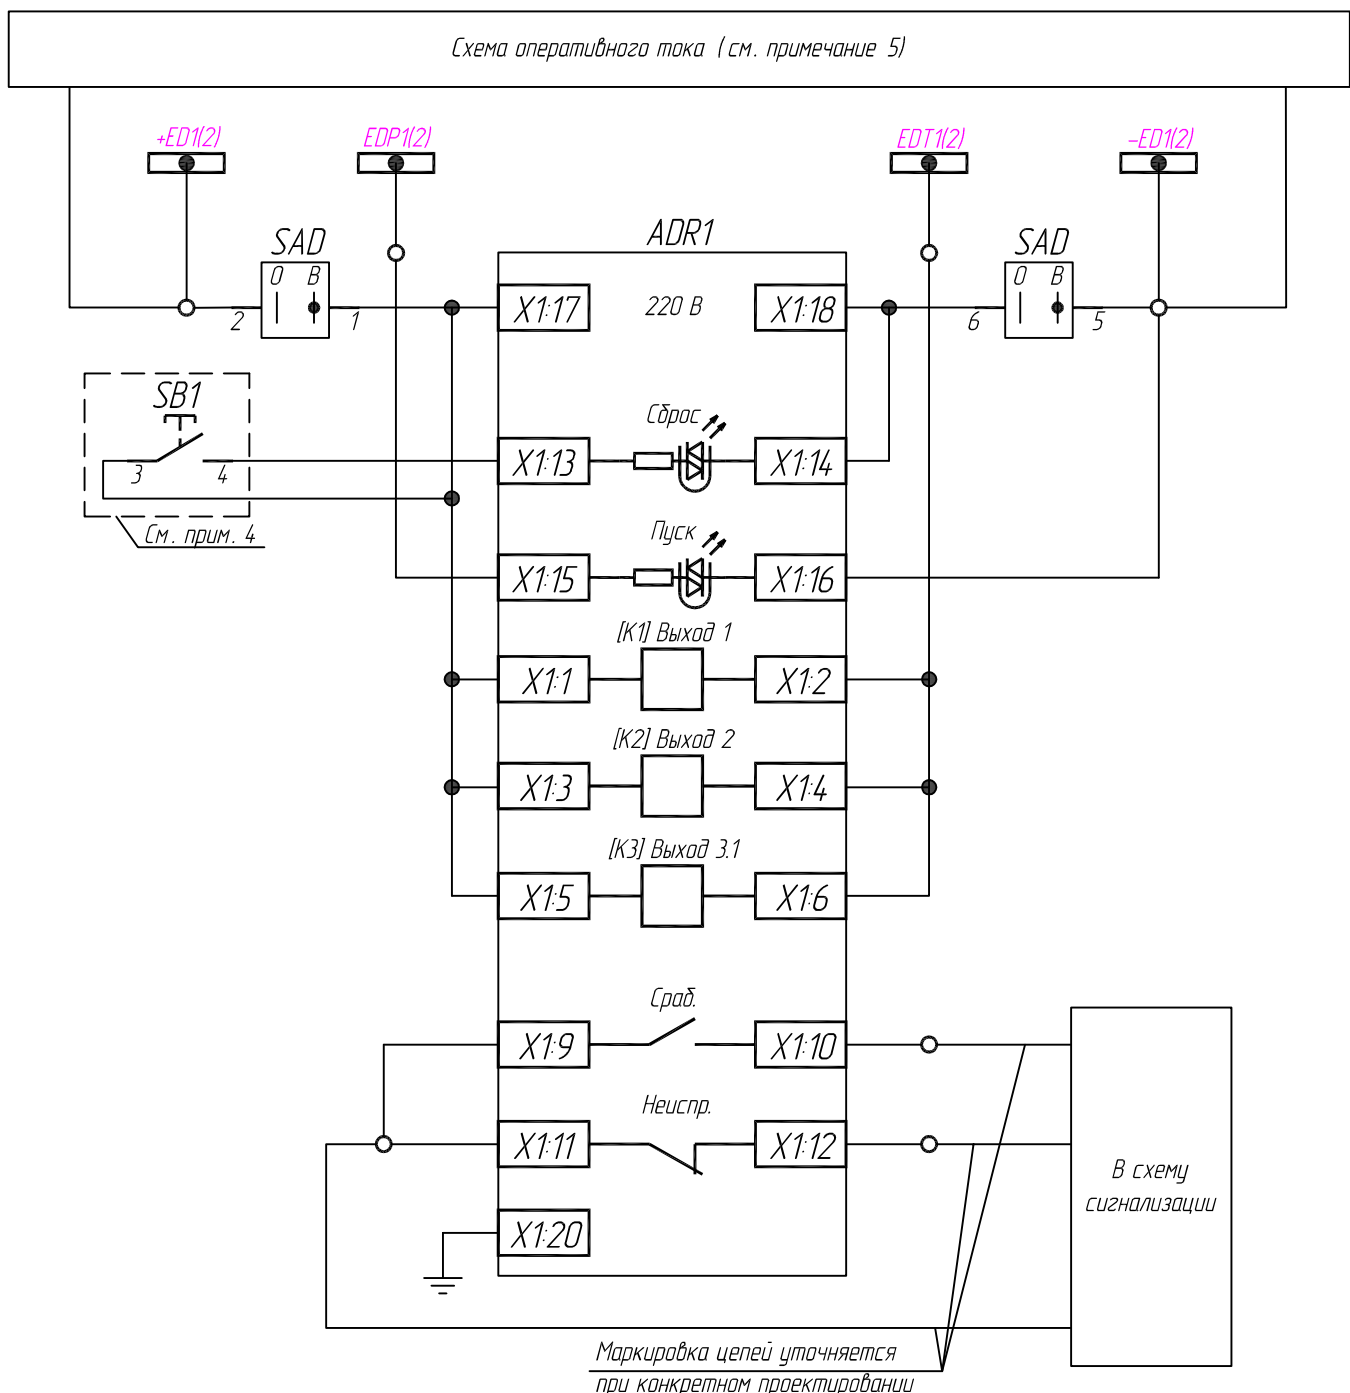 Схема оперативного тока (см. примечание 5)
+ED1(2)
EDP1(2)
EDT1(2)
-ED1(2)
SAD
ADR1
SAD
О В
О В
2
1
X1:17
220 В
X1:18
6
5
SB1
3
4
См. прим. 4
Сброс
X1:13
X1:14
Пуск
X1:15
X1:16
[K1] Выход 1
X1:1
X1:2
[K2] Выход 2
X1:3
X1:4
[K3] Выход 3.1
X1:5
X1:6
Сраб.
X1:9
X1:10
Неиспр.
X1:11
X1:12
X1:20
В схему
сигнализации
Маркировка цепей уточняется
при конкретном проектировании